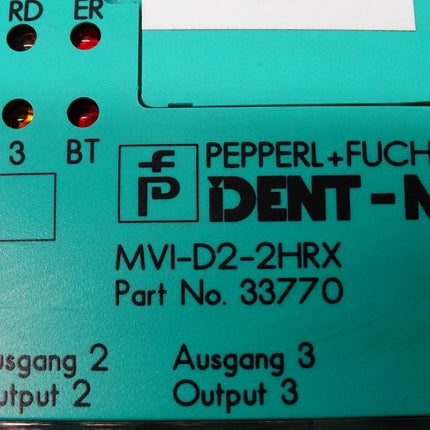 RD ER
3 BT
fp PEPPERL+FUCH
IDENT-M
MVI-D2-2HRX
Part No. 33770
usgang 2 Ausgang 3
utput 2 Output 3